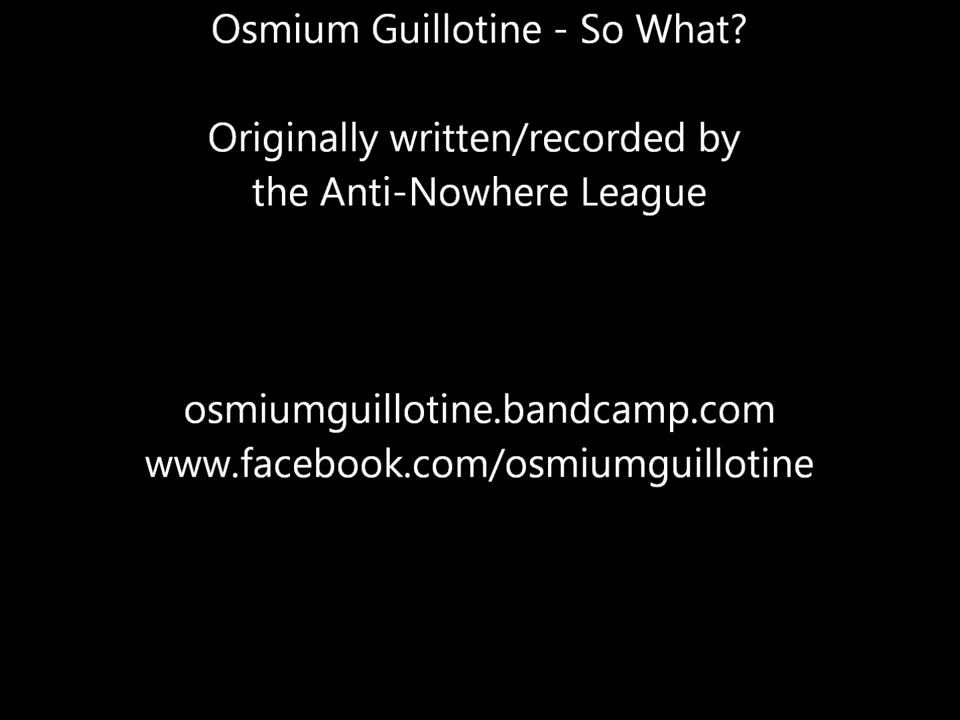 Osmium Guillotine - So What?
Originally written/recorded by
the Anti-Nowhere League
osmiumguillotine.bandcamp.com
www.facebook.com/osmiumguillotine